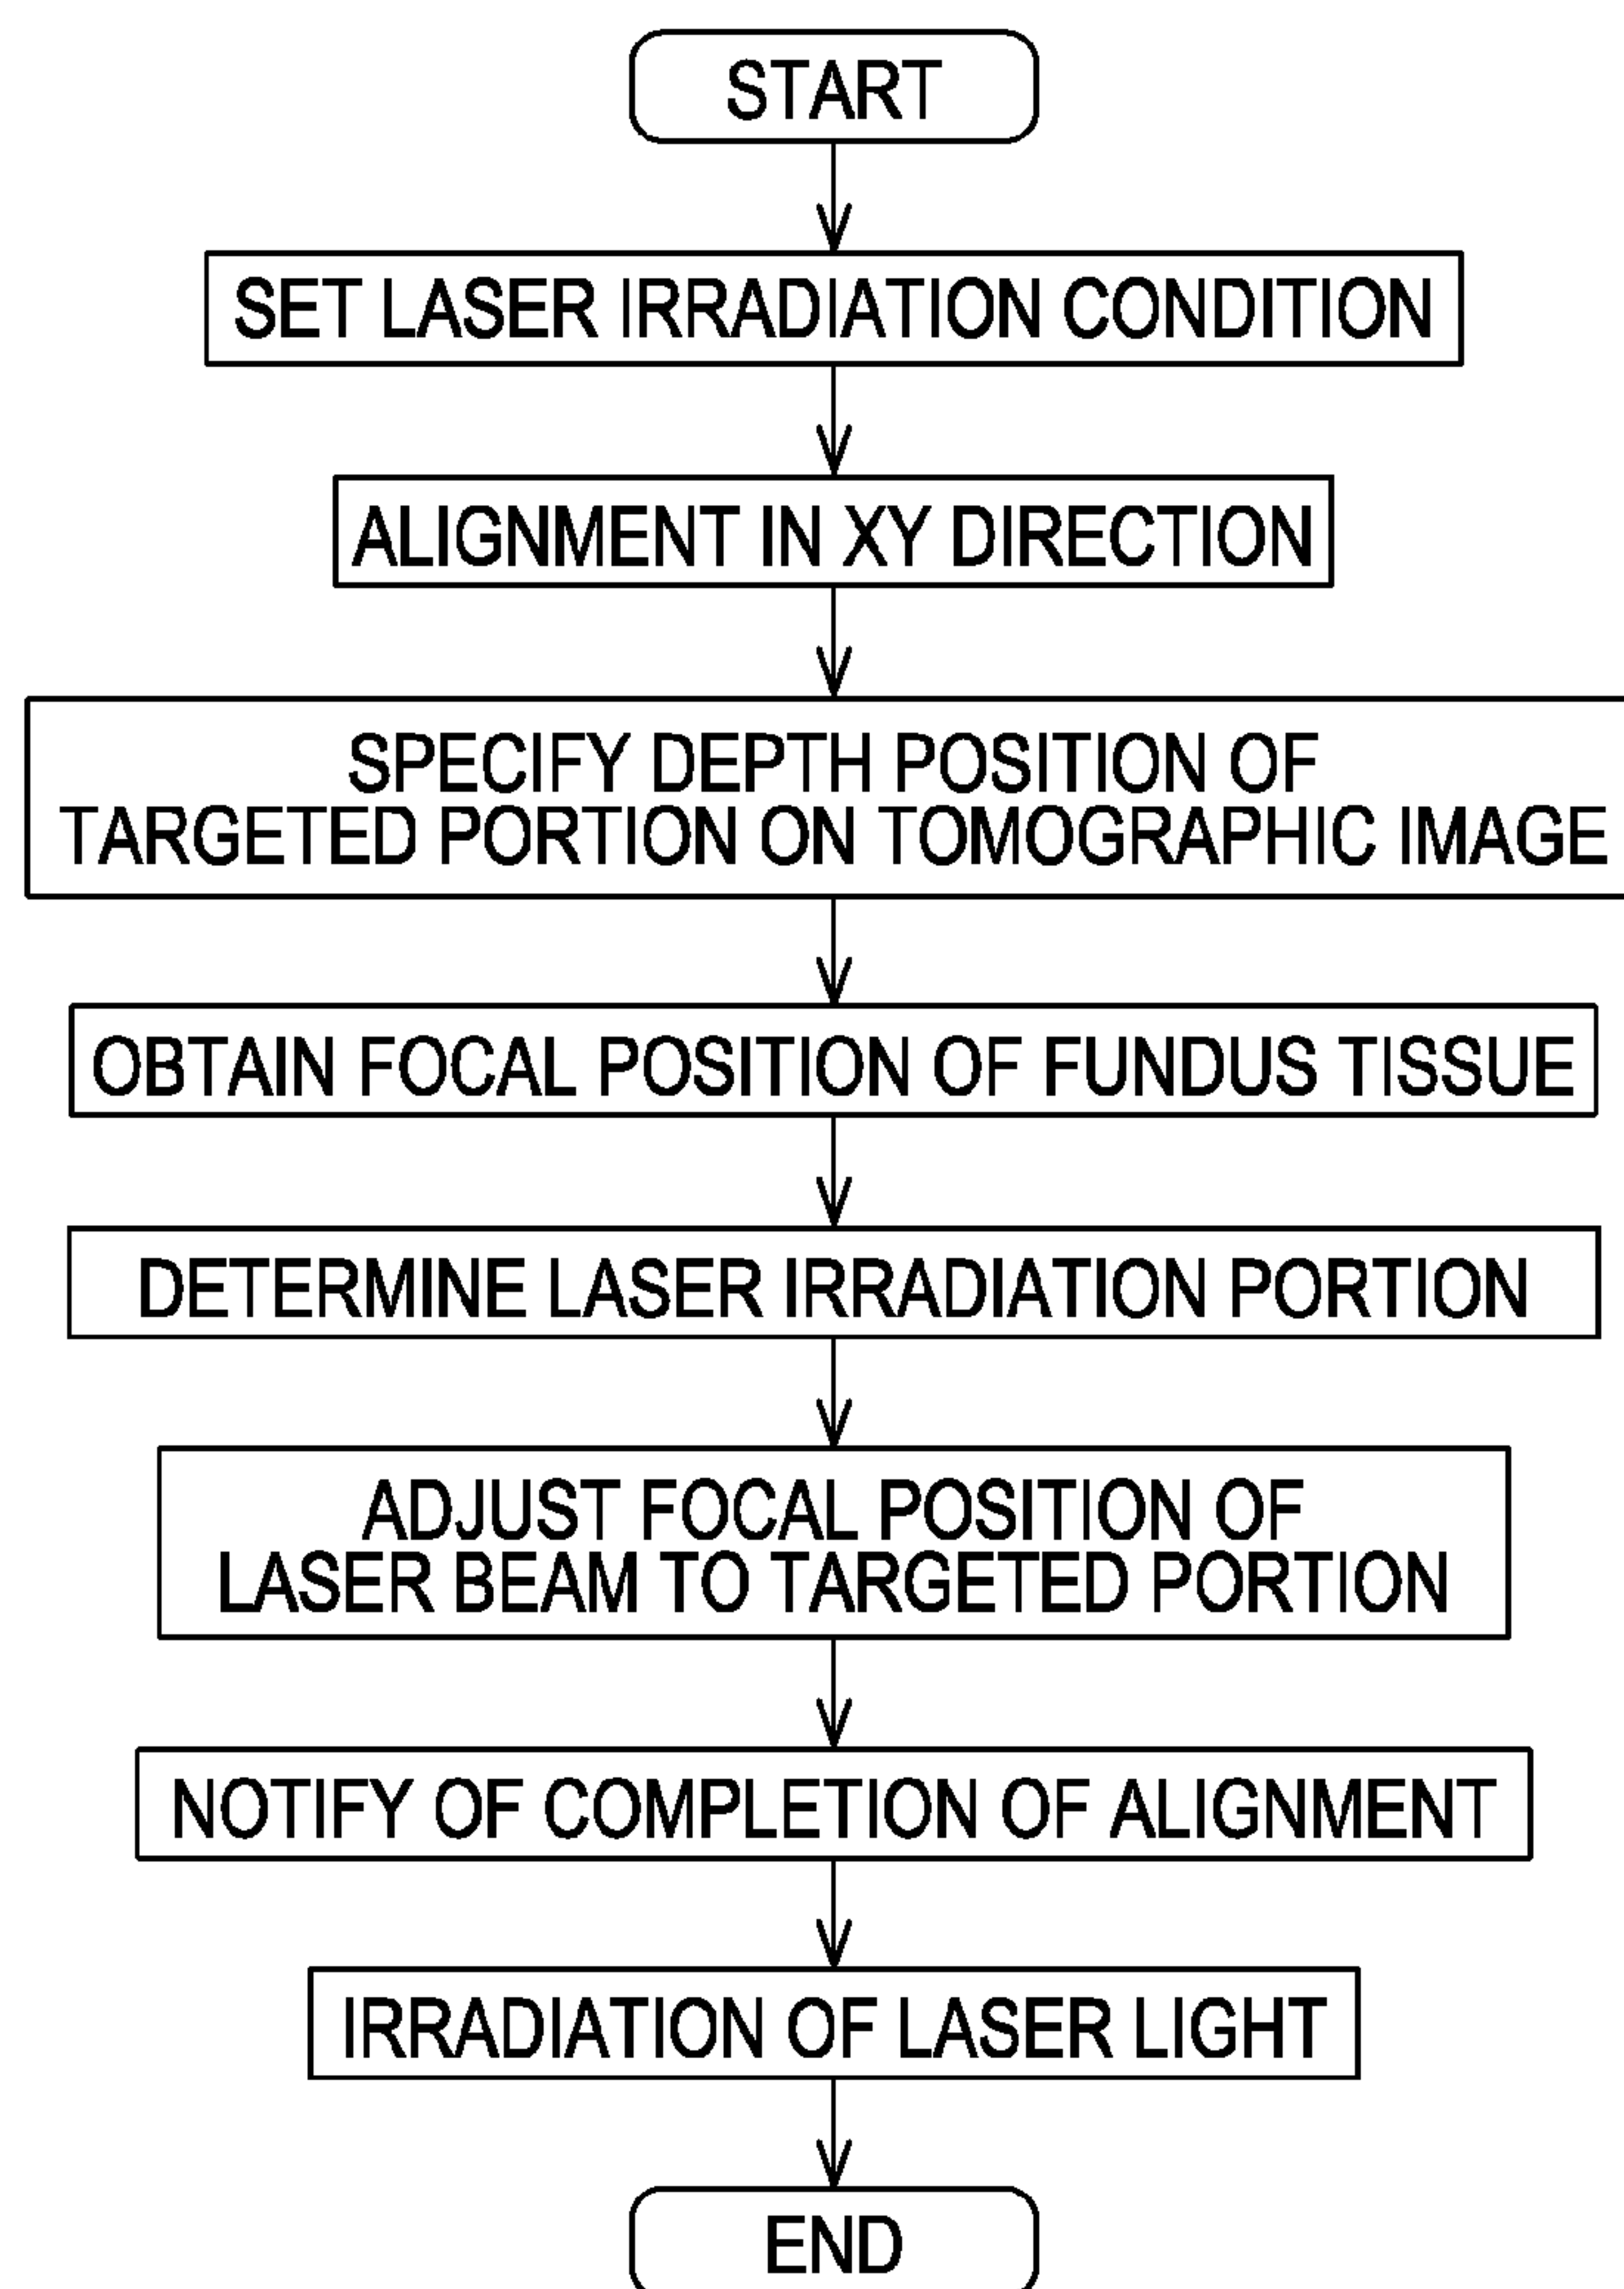 START
SET LASER IRRADIATION CONDITION
ALIGNMENT IN XY DIRECTION
SPECIFY DEPTH POSITION OF
TARGETED PORTION ON TOMOGRAPHIC IMAGE
OBTAIN FOCAL POSITION OF FUNDUS TISSUE
DETERMINE LASER IRRADIATION PORTION
ADJUST FOCAL POSITION OF
LASER BEAM TO TARGETED PORTION
NOTIFY OF COMPLETION OF ALIGNMENT
IRRADIATION OF LASER LIGHT
END